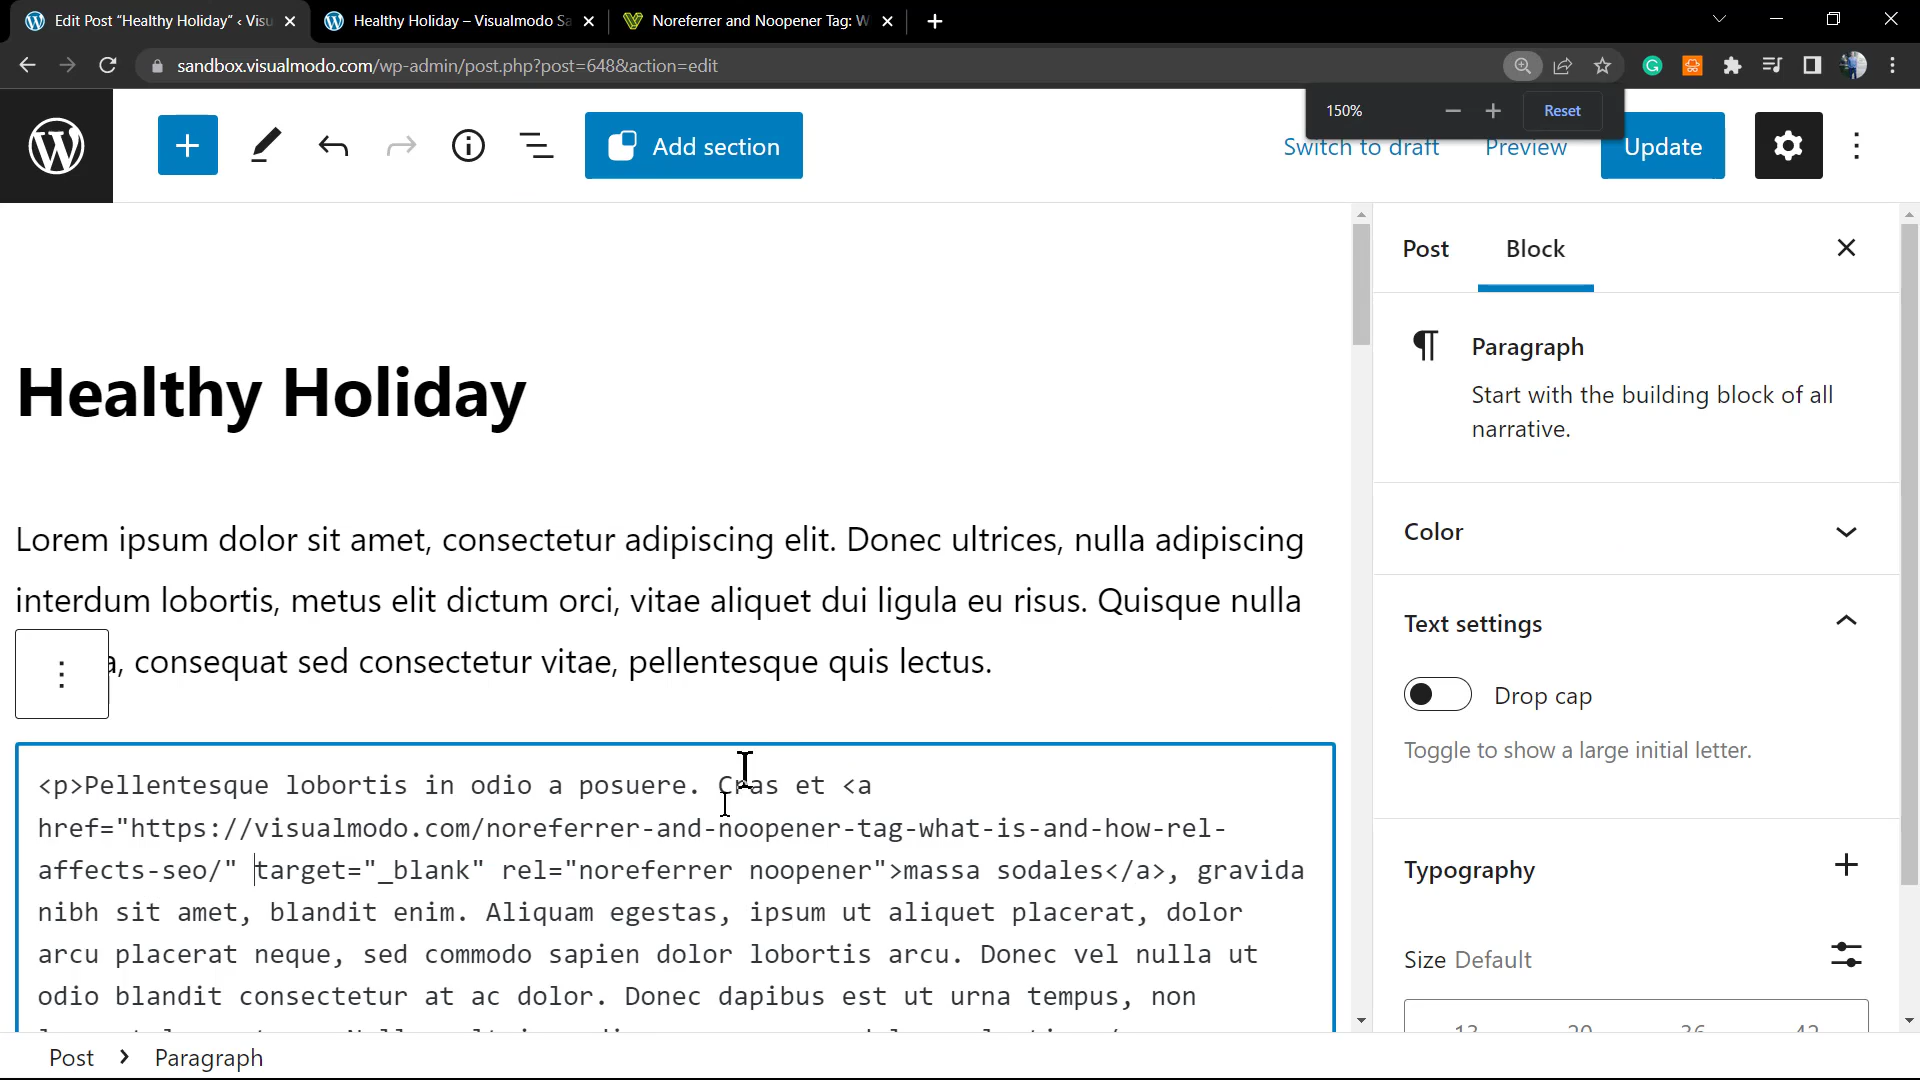 Edit Post “Healthy Holiday” ‹ Visu
Healthy Holiday – Visualmodo Sa
Noreferrer and Noopener Tag: W
sandbox.visualmodo.com/wp-admin/post.php?post=648&action=edit
150%
Reset
Add section
Switch to draft
Preview
Update
Healthy Holiday
Lorem ipsum dolor sit amet, consectetur adipiscing elit. Donec ultrices, nulla adipiscing
interdum lobortis, metus elit dictum orci, vitae aliquet dui ligula eu risus. Quisque nulla
a, consequat sed consectetur vitae, pellentesque quis lectus.
<p>Pellentesque lobortis in odio a posuere. Cras et <a
href="https://visualmodo.com/noreferrer-and-noopener-tag-what-is-and-how-rel-
affects-seo/" target="_blank" rel="noreferrer noopener">massa sodales</a>, gravida
nibh sit amet, blandit enim. Aliquam egestas, ipsum ut aliquet placerat, dolor
arcu placerat neque, sed commodo sapien dolor lobortis arcu. Donec vel nulla ut
odio blandit consectetur at ac dolor. Donec dapibus est ut urna tempus, non
Post
Block
Paragraph
Start with the building block of all
narrative.
Color
Text settings
Drop cap
Toggle to show a large initial letter.
Typography
Size Default
13 20 36 42
Post
Paragraph